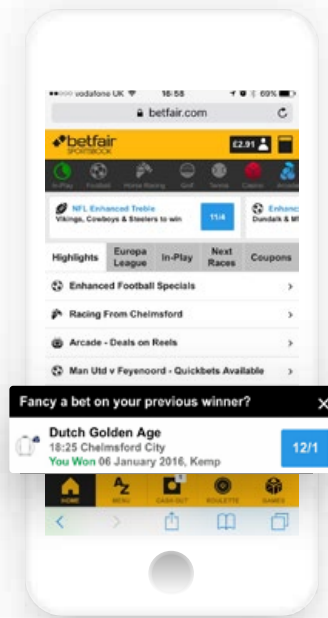 vodafone UK 16:58 69%
betfair.com
betfair
SPORTSBOOK
£2.91
In-Play Football Horse Racing Golf Tennis Casino Arcade
NFL Enhanced Treble
Vikings, Cowboys & Steelers to win
11/4
Enhanc
Dundalk & M
Highlights Europa League In-Play Next Races Coupons
Enhanced Football Specials
Racing From Chelmsford
Arcade - Deals on Reels
Man Utd v Feyenoord - Quickbets Available
Fancy a bet on your previous winner?
Dutch Golden Age
18:25 Chelmsford City
You Won 06 January 2016, Kemp
12/1
HOME MENU CASH OUT ROULETTE GAMES